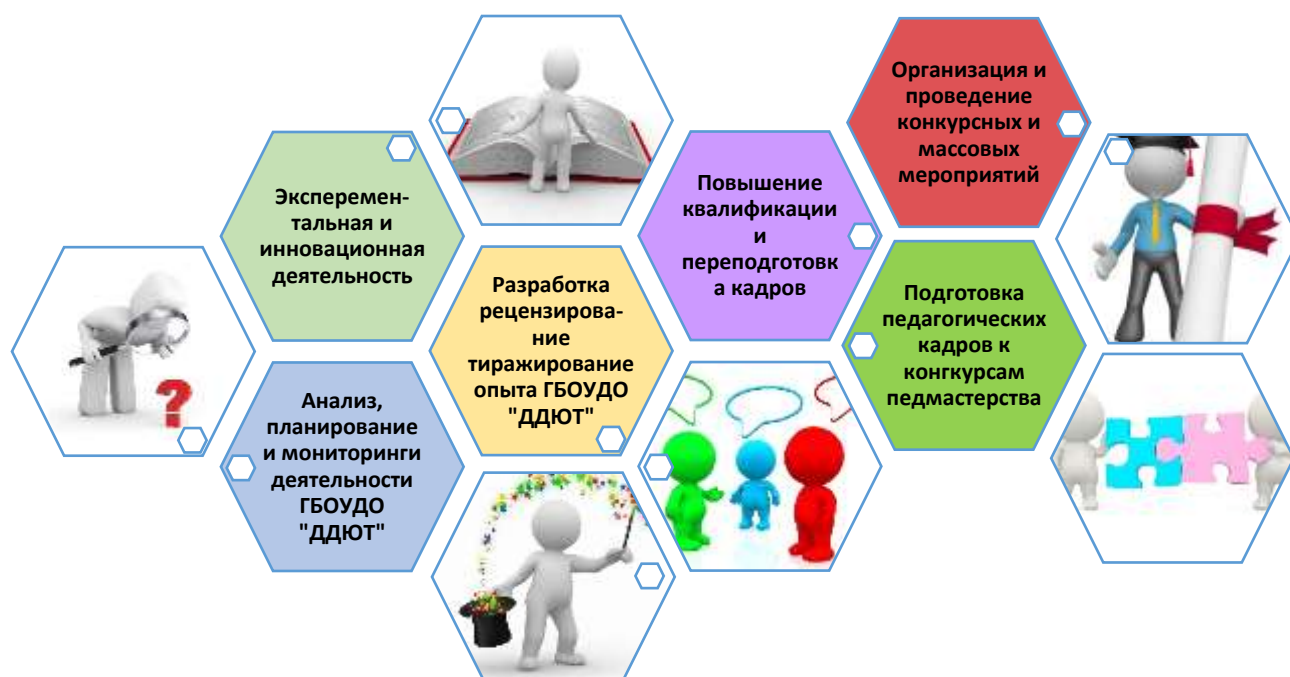 Эксперемен-
тальная и
инновационная
деятельность
Анализ,
планирование
и мониторинги
деятельности
ГБОУДО
"ДДЮТ"
Разработка
рецензирова-
ние
тиражирование
опыта ГБОУДО
"ДДЮТ"
Повышение
квалификации
и
переподготовк
а кадров
Организация и
проведение
конкурсных и
массовых
мероприятий
Подготовка
педагогических
кадров к
конгкурсам
педмастерства
?